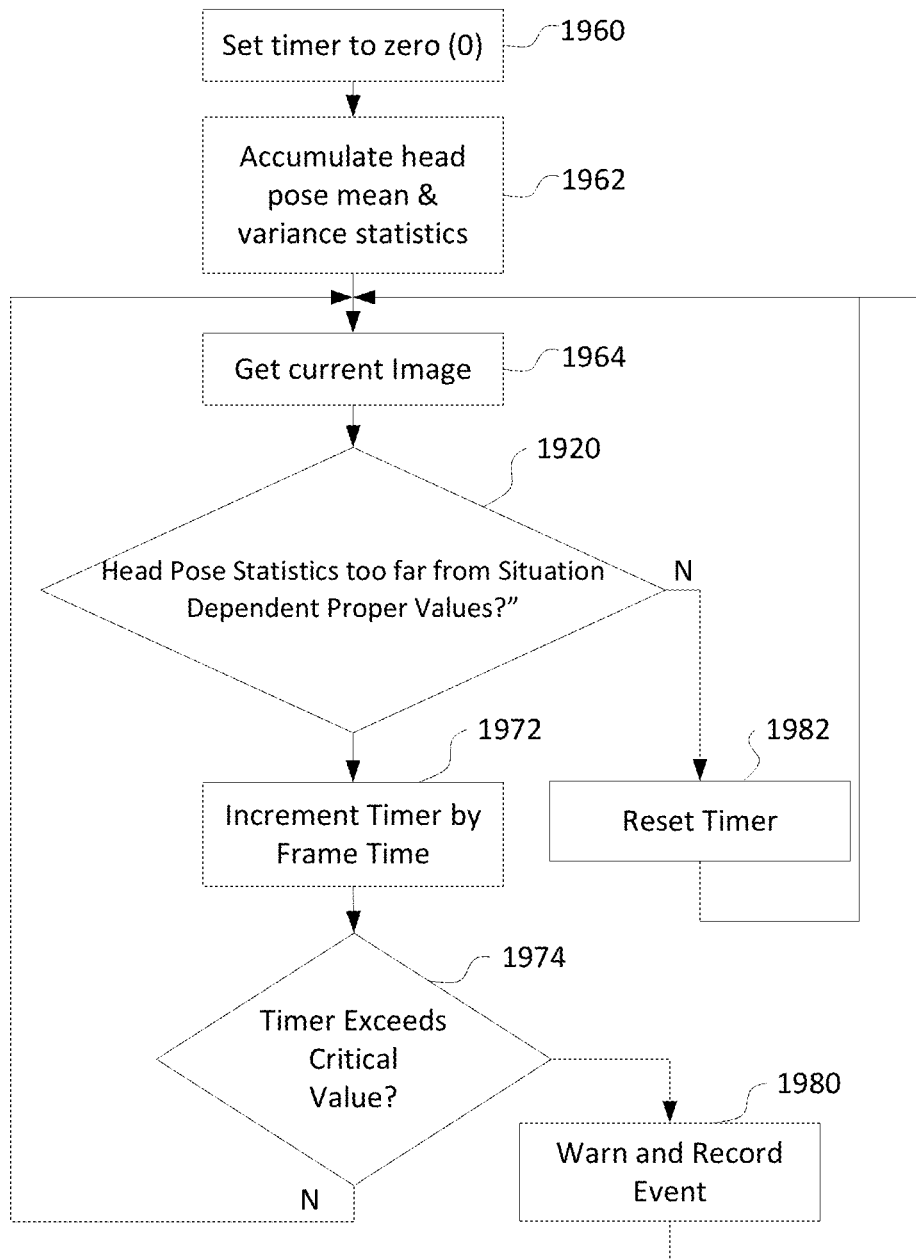 Set timer to zero (0)
1960
Accumulate head
pose mean &
variance statistics
1962
Get current Image
1964
1920
Head Pose Statistics too far from Situation
Dependent Proper Values?”
N
1972
Increment Timer by
Frame Time
1982
Reset Timer
1974
Timer Exceeds
Critical
Value?
N
1980
Warn and Record
Event